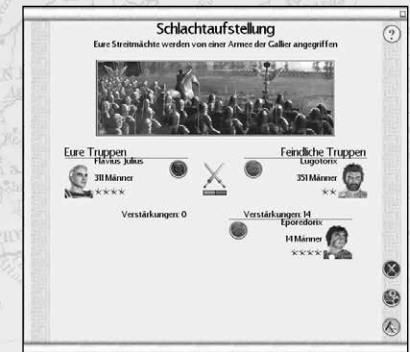 Schlachtaufstellung
Eure Streitmächte werden von einer Armee der Gallier angegriffen
Eure Truppen
Flavius Julius
311 Männer
Feindliche Truppen
Lugotorix
351 Männer
Verstärkungen: 0
Verstärkungen: 14
Eporedorix
14 Männer